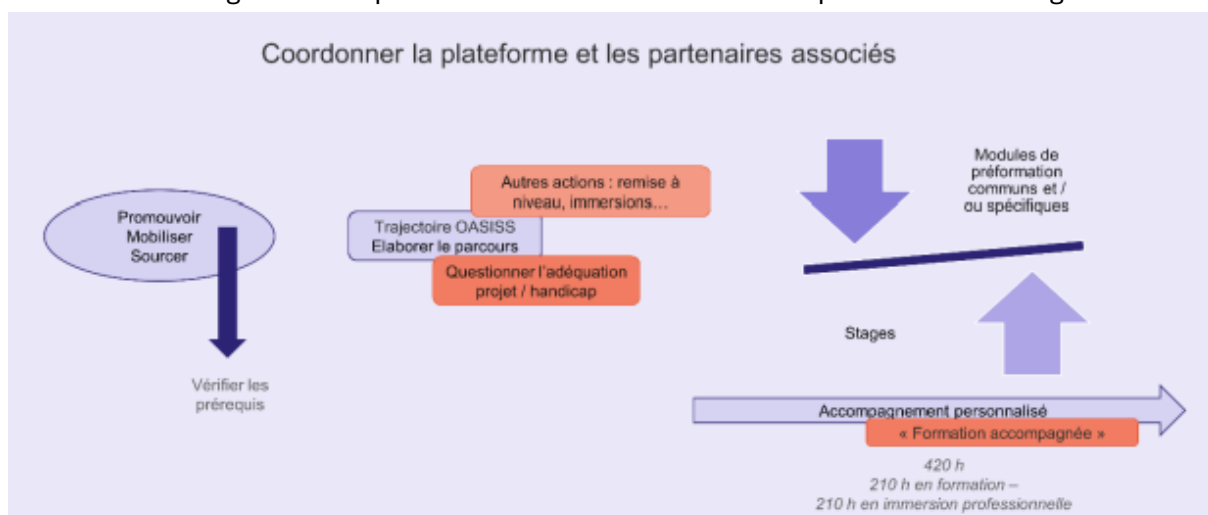 Coordonner la plateforme et les partenaires associés
Promouvoir
Mobiliser
Sourcer
Vérifier les
prérequis
Autres actions : remise à
niveau, immersions…
Trajectoire OASISS
Elaborer le parcours
Questionner l'adéquation
projet / handicap
Modules de
préformation
communs et /
ou spécifiques
Stages
Accompagnement personnalisé
« Formation accompagnée »
420 h
210 h en formation –
210 h en immersion professionnelle